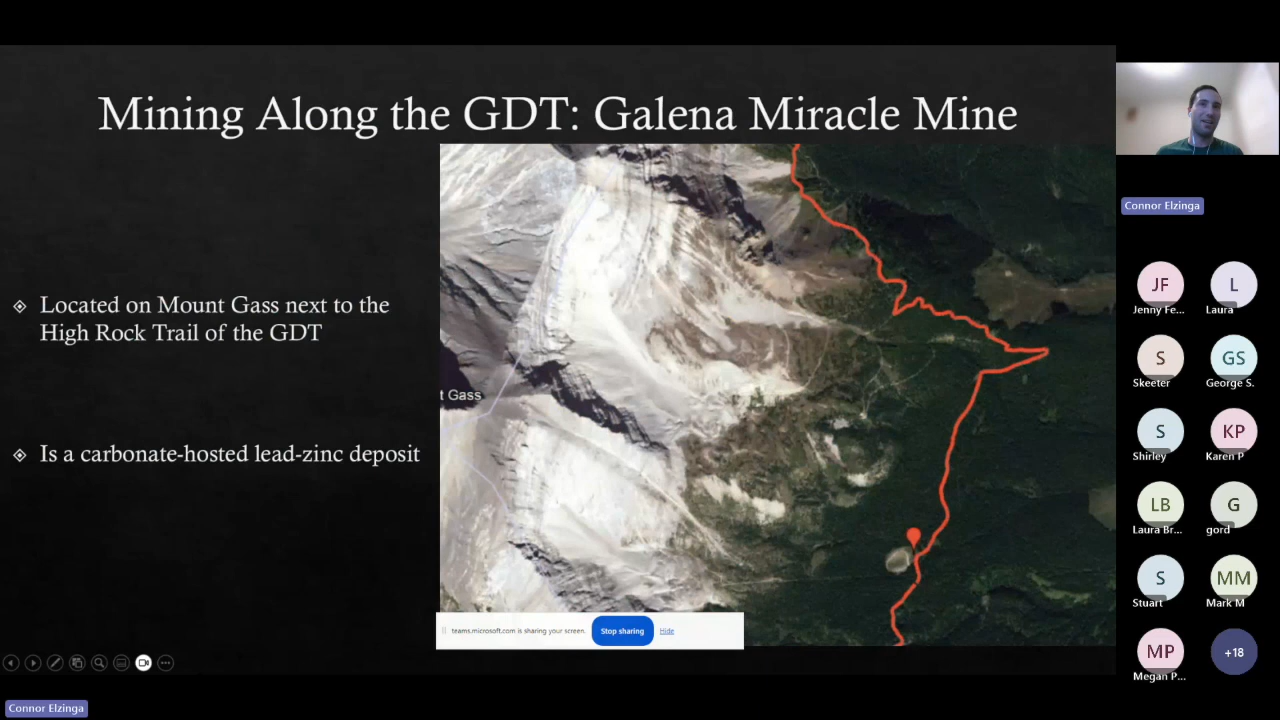 Mining Along the GDT: Galena Miracle Mine
Located on Mount Gass next to the
High Rock Trail of the GDT
Is a carbonate-hosted lead-zinc deposit
t Gass
teams.microsoft.com is sharing your screen.
Stop sharing
Hide
Connor Elzinga
Connor Elzinga
JF
Jenny Fe...
L
Laura
S
Skeeter
GS
George S.
S
Shirley
KP
Karen P
LB
Laura Br...
G
gord
S
Stuart
MM
Mark M
MP
Megan P...
+18